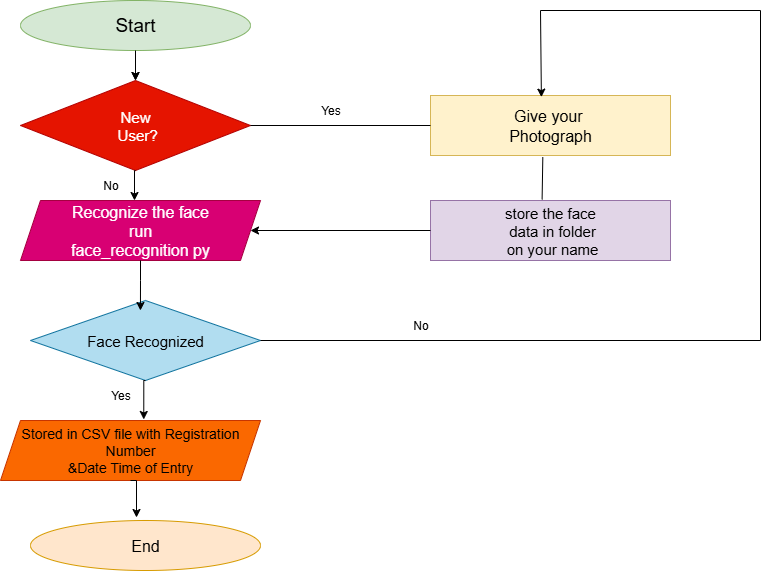 Start
New
User?
Yes
Give your
Photograph
No
Recognize the face
run
face_recognition py
store the face
data in folder
on your name
Face Recognized
No
Yes
Stored in CSV file with Registration
Number
&Date Time of Entry
End